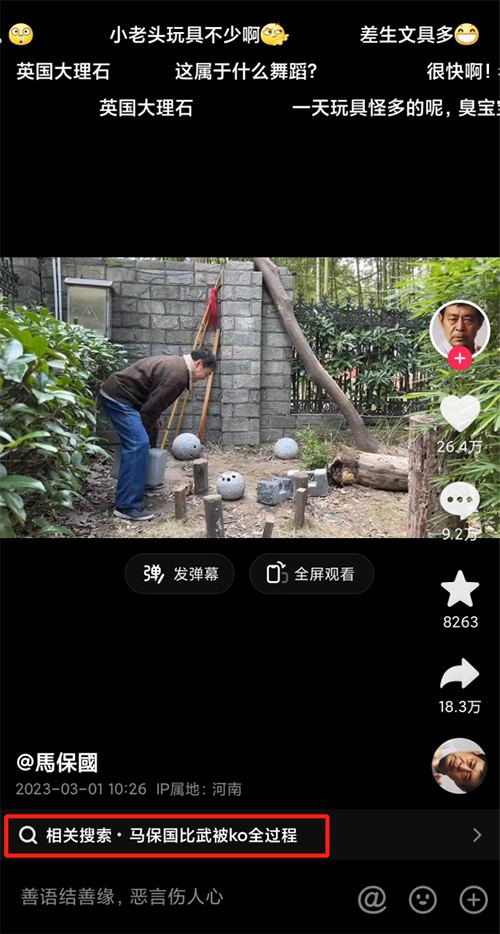 小老头玩具不少啊
差生文具多
英国大理石
这属于什么舞蹈？
很快啊！
英国大理石
一天玩具怪多的呢，臭宝宝
26.4万
9.2万
弹 发弹幕
全屏观看
8263
18.3万
@馬保國
2023-03-01 10:26 IP属地：河南
相关搜索·马保国比武被ko全过程
善语结善缘，恶言伤人心